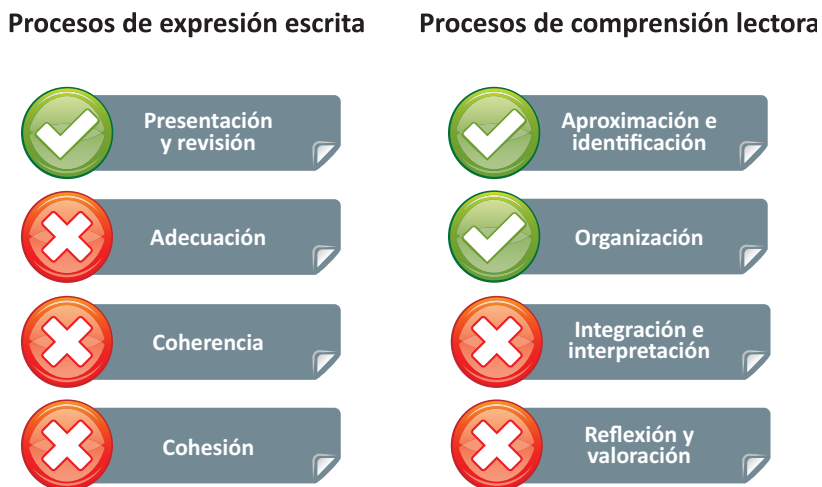 Procesos de expresión escrita
Presentación
y revisión
Adecuación
Coherencia
Cohesión
Procesos de comprensión lectora
Aproximación e
identificación
Organización
Integración e
interpretación
Reflexión y
valoración